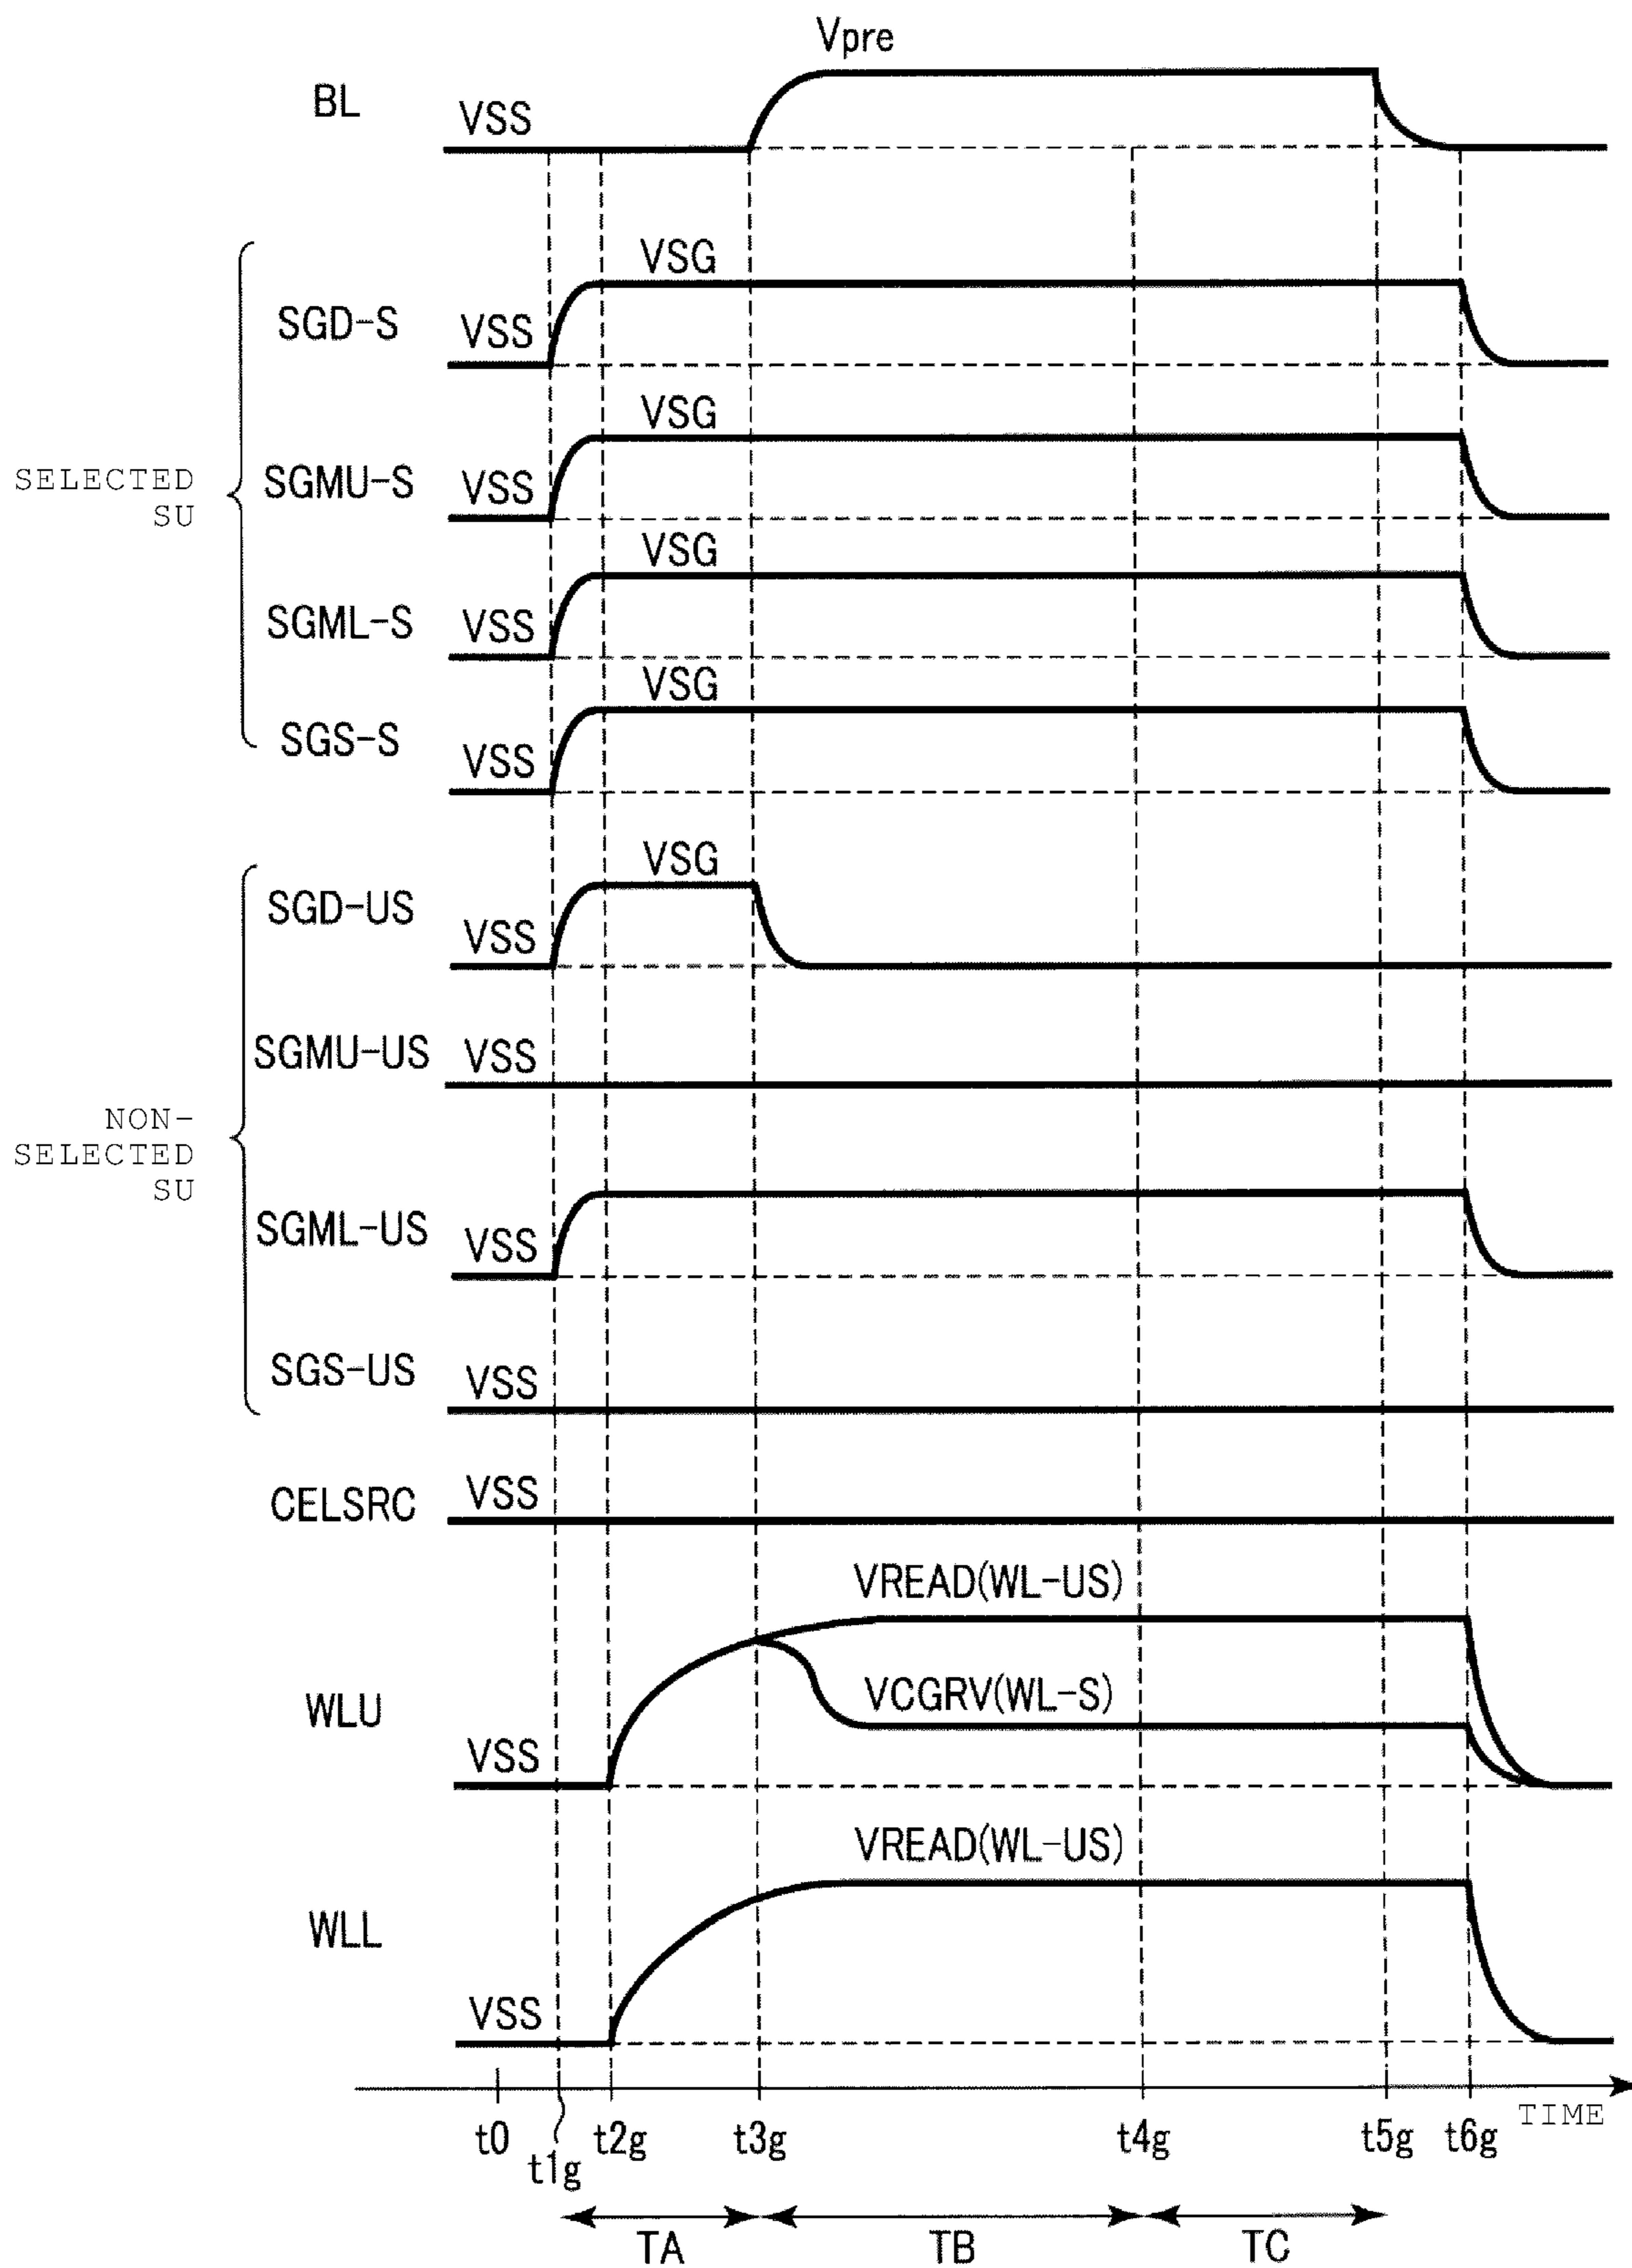 Vpre
BL
VSS
VSG
SGD-S
VSS
VSG
SGMU-S
VSS
SELECTED
SU
VSG
SGML-S
VSS
VSG
SGS-S
VSS
VSG
SGD-US
VSS
SGMU-US
VSS
NON-
SELECTED
SU
SGML-US
VSS
SGS-US
VSS
CELSRC
VSS
VREAD(WL-US)
VCGRV(WL-S)
WLU
VSS
VREAD(WL-US)
WLL
VSS
TIME
t0
t1g
t2g
t3g
t4g
t5g
t6g
TA
TB
TC